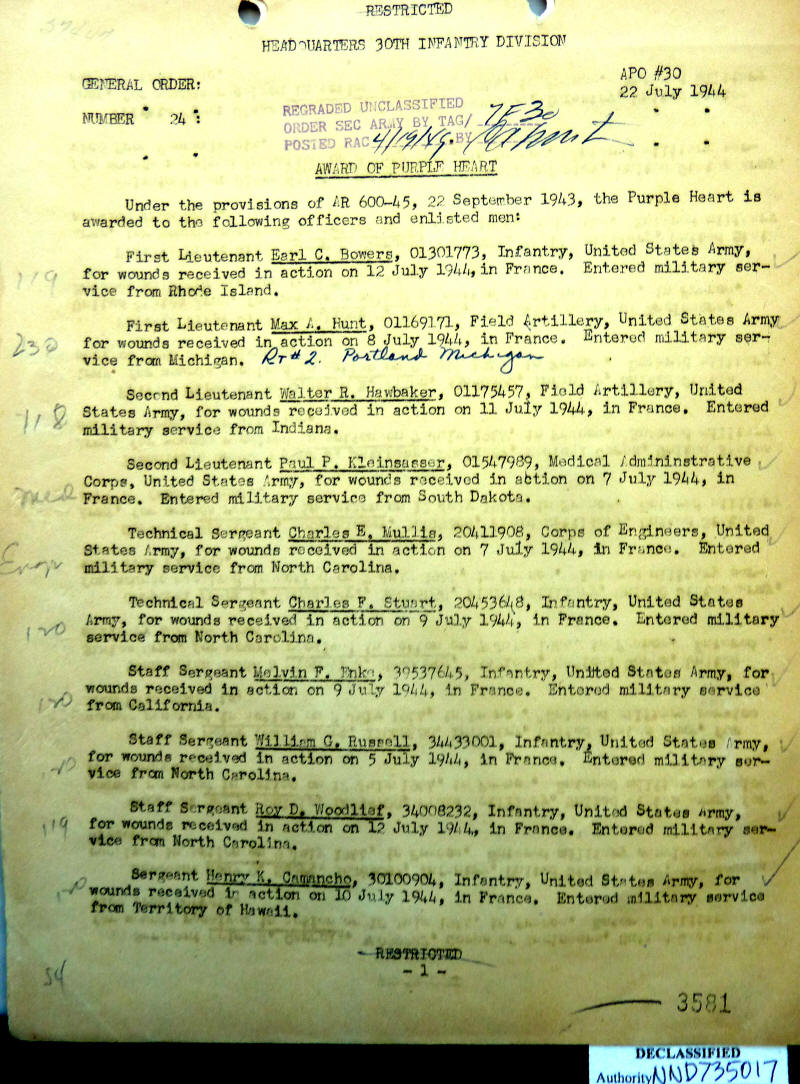 RESTRICTED
HEADQUARTERS 30TH INFANTRY DIVISION
APO #30
GENERAL ORDER:
22 July 1944
NUMBER 24 :
REGRADED UNCLASSIFIED
ORDER SEC ARMY BY TAG/ 7F30
POSTED RAC 4/19/49. BY
AWARD OF PURPLE HEART
Under the provisions of AR 600-45, 22 September 1943, the Purple Heart is
awarded to the following officers and enlisted men:
First Lieutenant Earl C. Bowers, 01301773, Infantry, United States Army,
119
for wounds received in action on 12 July 1944, in France. Entered military ser-
vice from Rhode Island.
First Lieutenant Max A. Hunt, 01169171, Field Artillery, United States Army
230
for wounds received in action on 8 July 1944, in France. Entered military ser-
vice from Michigan. RT #2. Portland Michigan
Second Lieutenant Walter R. Hawbaker, 01175457, Field Artillery, United
118
States Army, for wounds received in action on 11 July 1944, in France. Entered
military service from Indiana.
Second Lieutenant Paul P. Kleinsasser, 01547989, Medical Admininstrative
Med
Corps, United States Army, for wounds received in action on 7 July 1944, in
France. Entered military service from South Dakota.
Technical Sergeant Charles E. Mullis, 20411908, Corps of Engineers, United
Engr
States Army, for wounds received in action on 7 July 1944, in France. Entered
military service from North Carolina.
Technical Sergeant Charles F. Stuart, 20453648, Infantry, United States
120
Army, for wounds received in action on 9 July 1944, in France. Entered military
service from North Carolina.
Staff Sergeant Melvin F. Enke, 39537645, Infantry, United States Army, for
120
wounds received in action on 9 July 1944, in France. Entered military service
from California.
Staff Sergeant William G. Russell, 34433001, Infantry, United States Army,
for wounds received in action on 5 July 1944, in France. Entered military ser-
vice from North Carolina.
Staff Sergeant Roy D. Woodlief, 34008232, Infantry, United States Army,
119
for wounds received in action on 12 July 1944, in France. Entered military ser-
vice from North Carolina.
Sergeant Henry K. Camancho, 30100904, Infantry, United States Army, for
wounds received in action on 10 July 1944, in France. Entered military service
from Territory of Hawaii.
RESTRICTED
- 1 -
54
3581
DECLASSIFIED
Authority NND735017